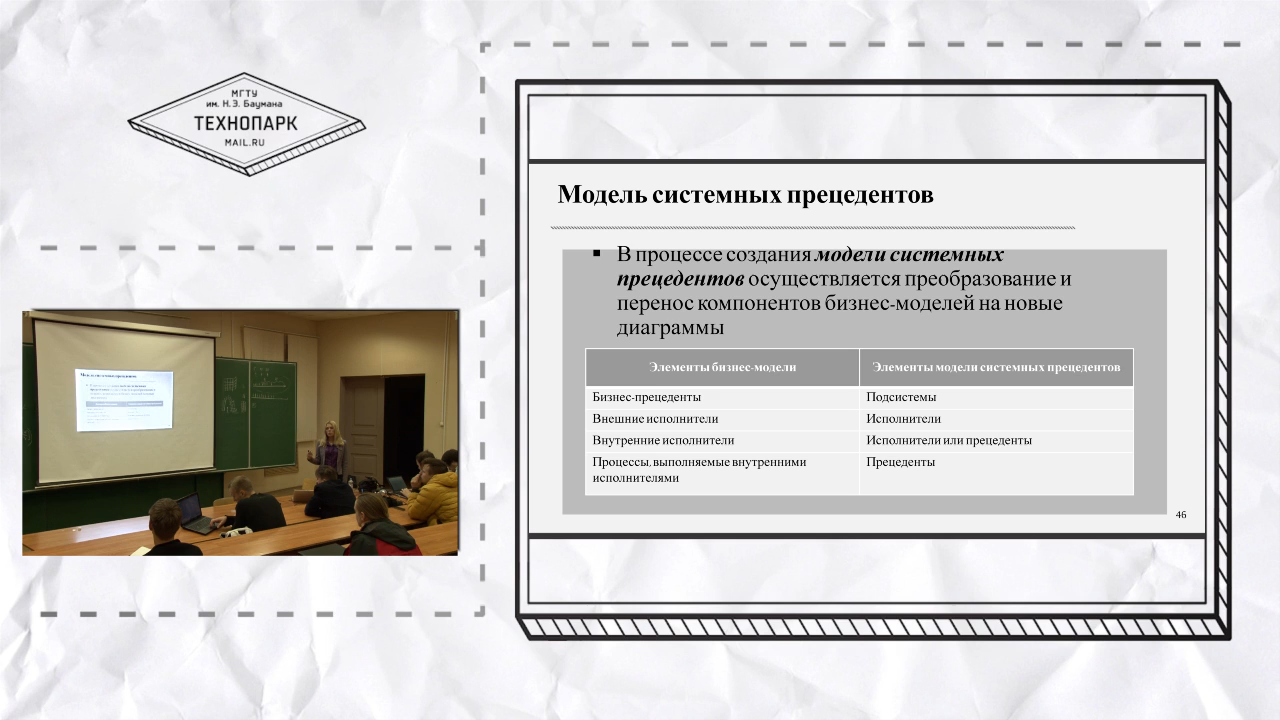 МГТУ
им. Н.Э. Баумана
ТЕХНОПАРК
MAIL.RU
Модель системных прецедентов
▪ В процессе создания модели системных
прецедентов осуществляется преобразование и
перенос компонентов бизнес-моделей на новые
диаграммы
Элементы бизнес-модели Элементы модели системных прецедентов
Бизнес-прецеденты Подсистемы
Внешние исполнители Исполнители
Внутренние исполнители Исполнители или прецеденты
Процессы, выполняемые внутренними Прецеденты
исполнителями
46